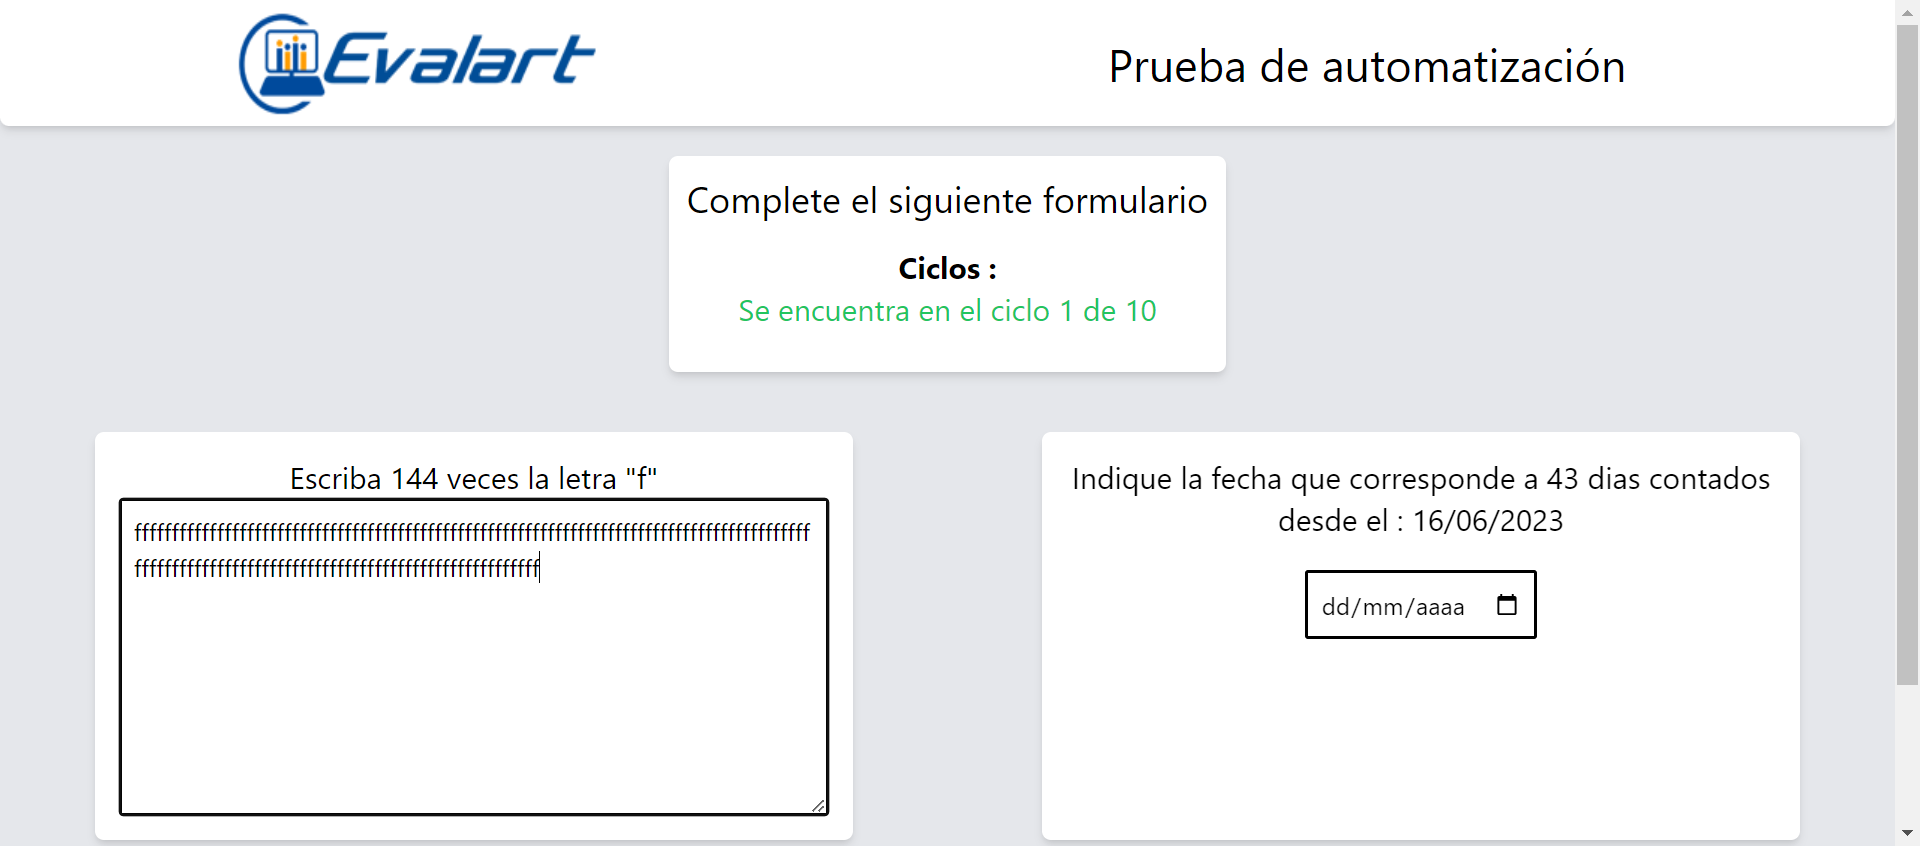 Evalart
Prueba de automatización
Complete el siguiente formulario
Ciclos :
Se encuentra en el ciclo 1 de 10
Escriba 144 veces la letra "f"
ffffffffffffffffffffffffffffffffffffffffffffffffffffffffffffffffffffffffffffffffffffffffff
ffffffffffffffffffffffffffffffffffffffffffffffffffffff
Indique la fecha que corresponde a 43 dias contados
desde el : 16/06/2023
dd/mm/aaaa